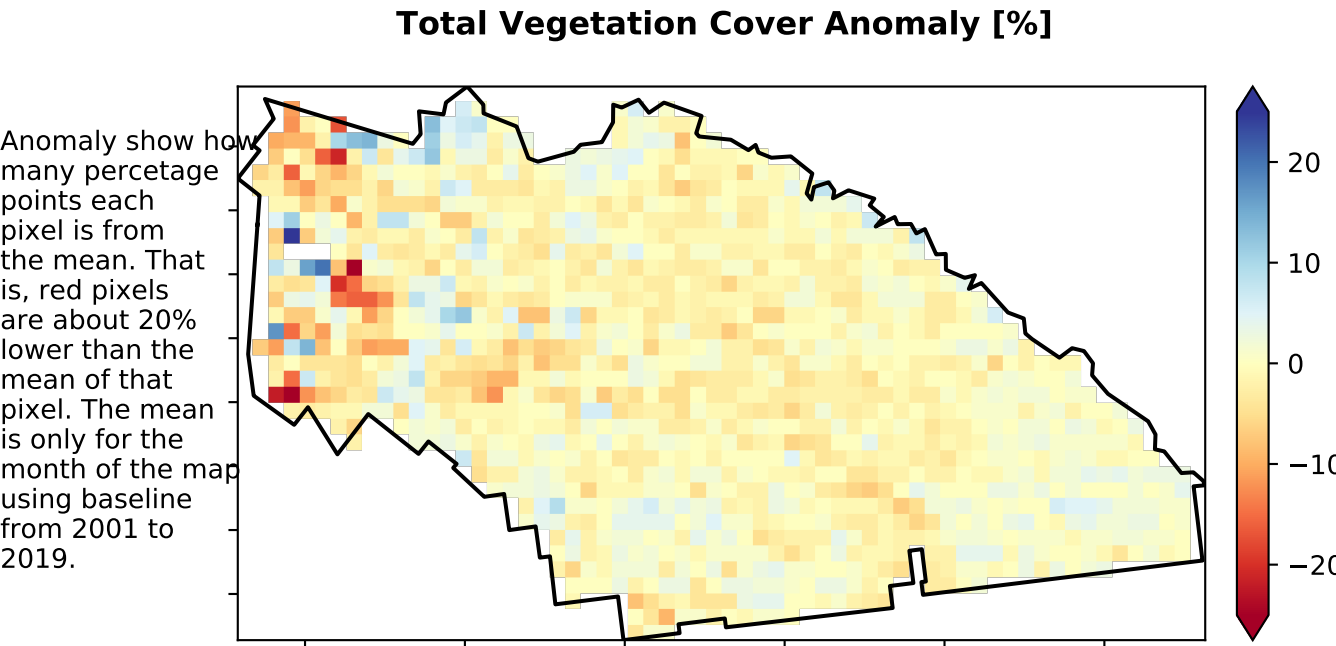 Total Vegetation Cover Anomaly [%]
Anomaly show how
many percetage
points each
pixel is from
the mean. That
is, red pixels
are about 20%
lower than the
mean of that
pixel. The mean
is only for the
month of the map
using baseline
from 2001 to
2019.
20
10
0
−10
−20